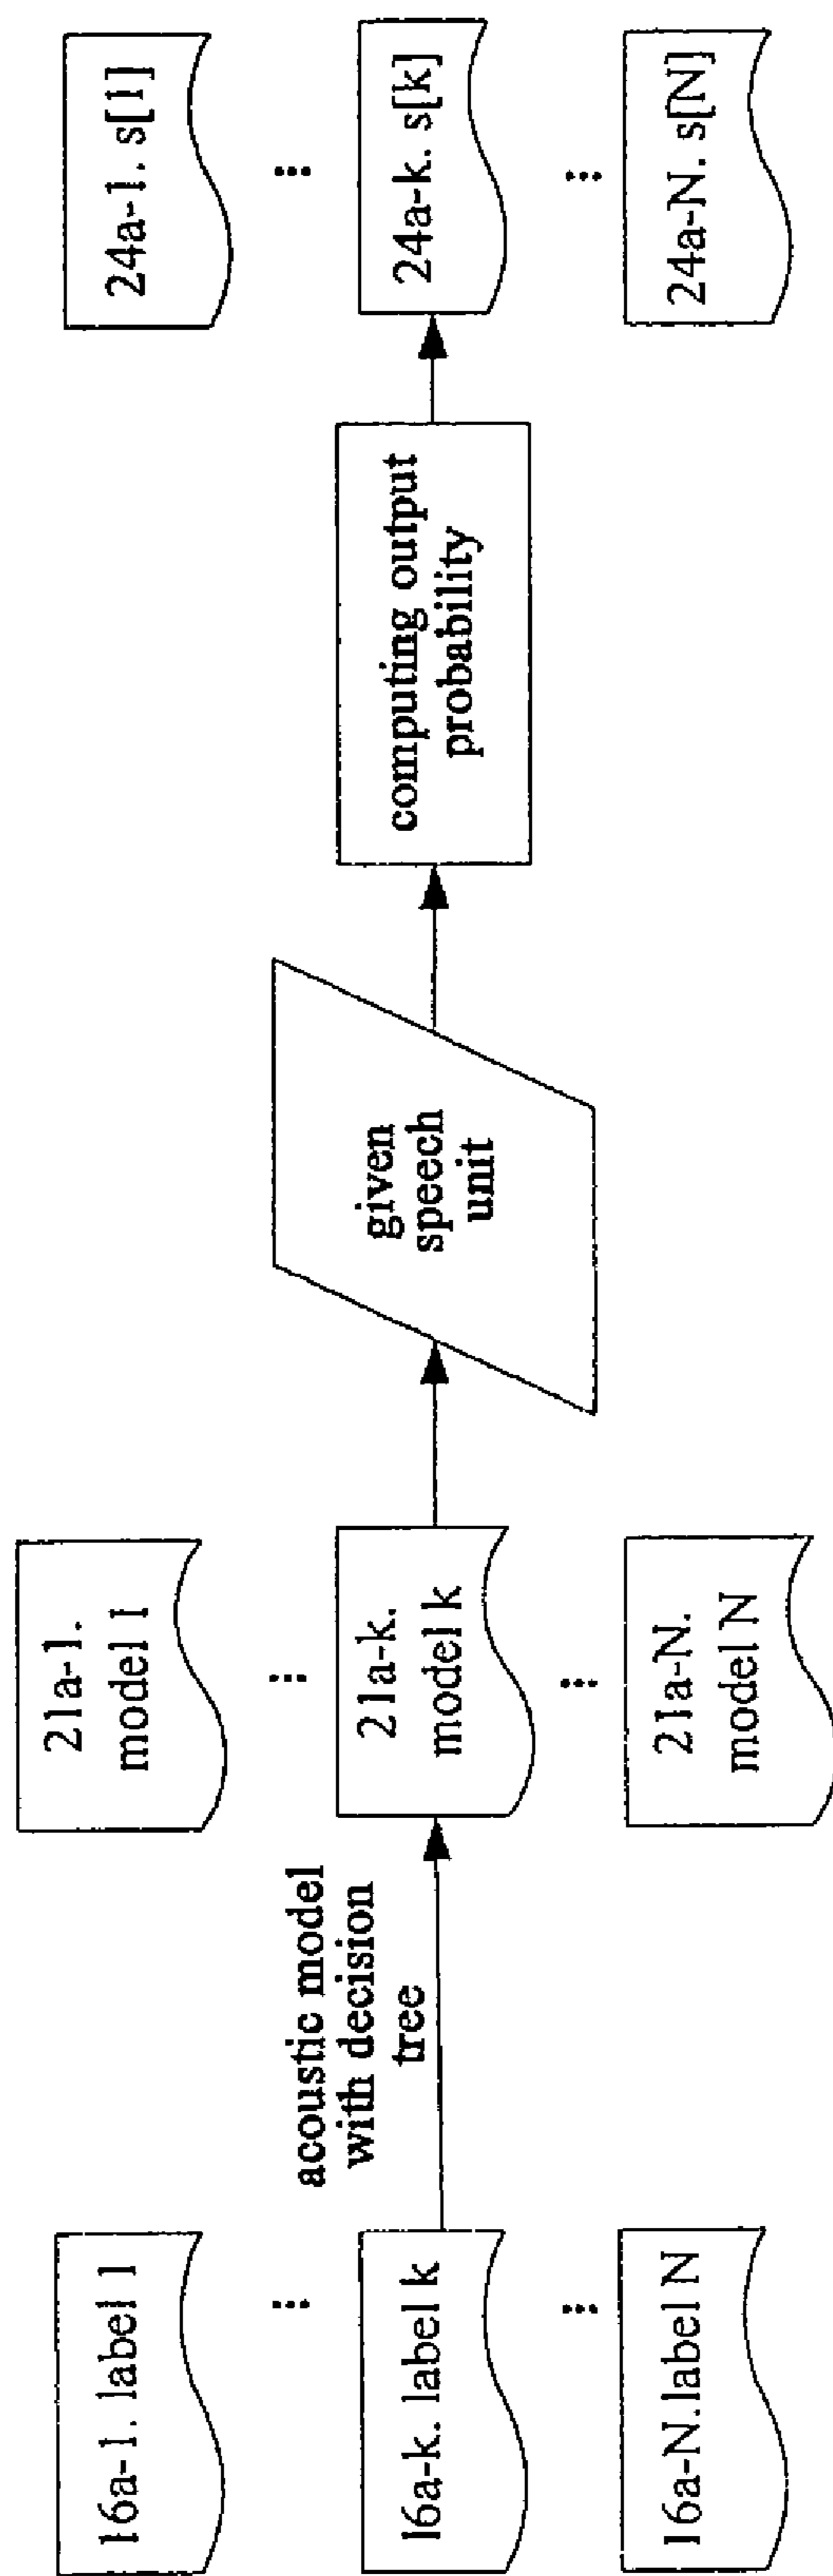 16a-1. label 1
⋮
16a-k. label k
⋮
16a-N.label N
acoustic model
with decision
tree
21a-1.
model 1
⋮
21a-k.
model k
⋮
21a-N.
model N
given
speech
unit
computing output
probability
24a-1. s[1]
⋮
24a-k. s[k]
⋮
24a-N. s[N]